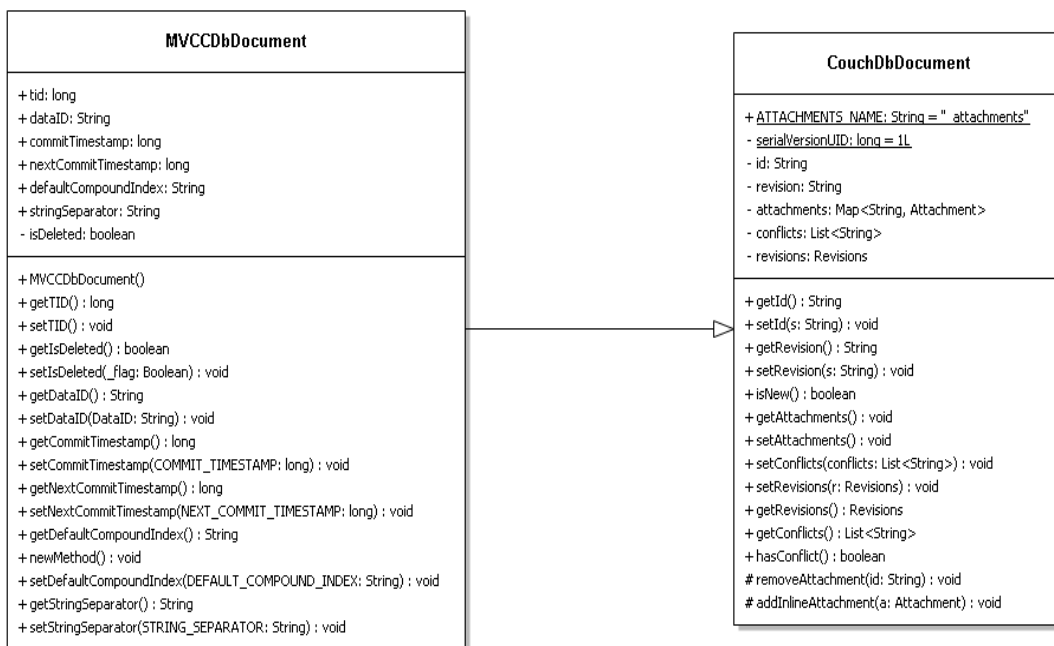 MVCCDbDocument
+ tid: long
+ dataID: String
+ commitTimestamp: long
+ nextCommitTimestamp: long
+ defaultCompoundIndex: String
+ stringSeparator: String
- isDeleted: boolean
+ MVCCDbDocument()
+ getTID() : long
+ setTID() : void
+ getIsDeleted() : boolean
+ setIsDeleted(_flag: Boolean) : void
+ getDataID() : String
+ setDataID(DataID: String) : void
+ getCommitTimestamp() : long
+ setCommitTimestamp(COMMIT_TIMESTAMP: long) : void
+ getNextCommitTimestamp() : long
+ setNextCommitTimestamp(NEXT_COMMIT_TIMESTAMP: long) : void
+ getDefaultCompoundIndex() : String
+ newMethod() : void
+ setDefaultCompoundIndex(DEFAULT_COMPOUND_INDEX: String) : void
+ getStringSeparator() : String
+ setStringSeparator(STRING_SEPARATOR: String) : void
CouchDbDocument
+ ATTACHMENTS_NAME: String = "_attachments"
- serialVersionUID: long = 1L
- id: String
- revision: String
- attachments: Map<String, Attachment>
- conflicts: List<String>
- revisions: Revisions
+ getId() : String
+ setId(s: String) : void
+ getRevision() : String
+ setRevision(s: String) : void
+ isNew() : boolean
+ getAttachments() : void
+ setAttachments() : void
+ setConflicts(conflicts: List<String>) : void
+ setRevisions(r: Revisions) : void
+ getRevisions() : Revisions
+ getConflicts() : List<String>
+ hasConflict() : boolean
# removeAttachment(id: String) : void
# addInlineAttachment(a: Attachment) : void